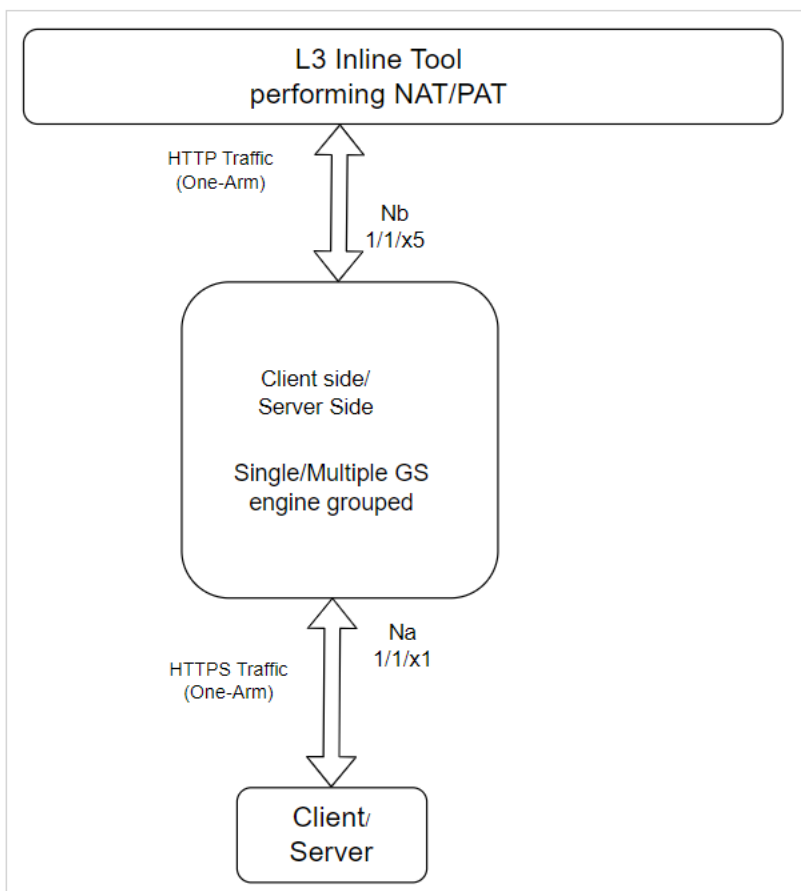 L3 Inline Tool
performing NAT/PAT
HTTP Traffic
(One-Arm)
Nb
1/1/x5
Client side/
Server Side
Single/Multiple GS
engine grouped
Na
1/1/x1
HTTPS Traffic
(One-Arm)
Client/
Server